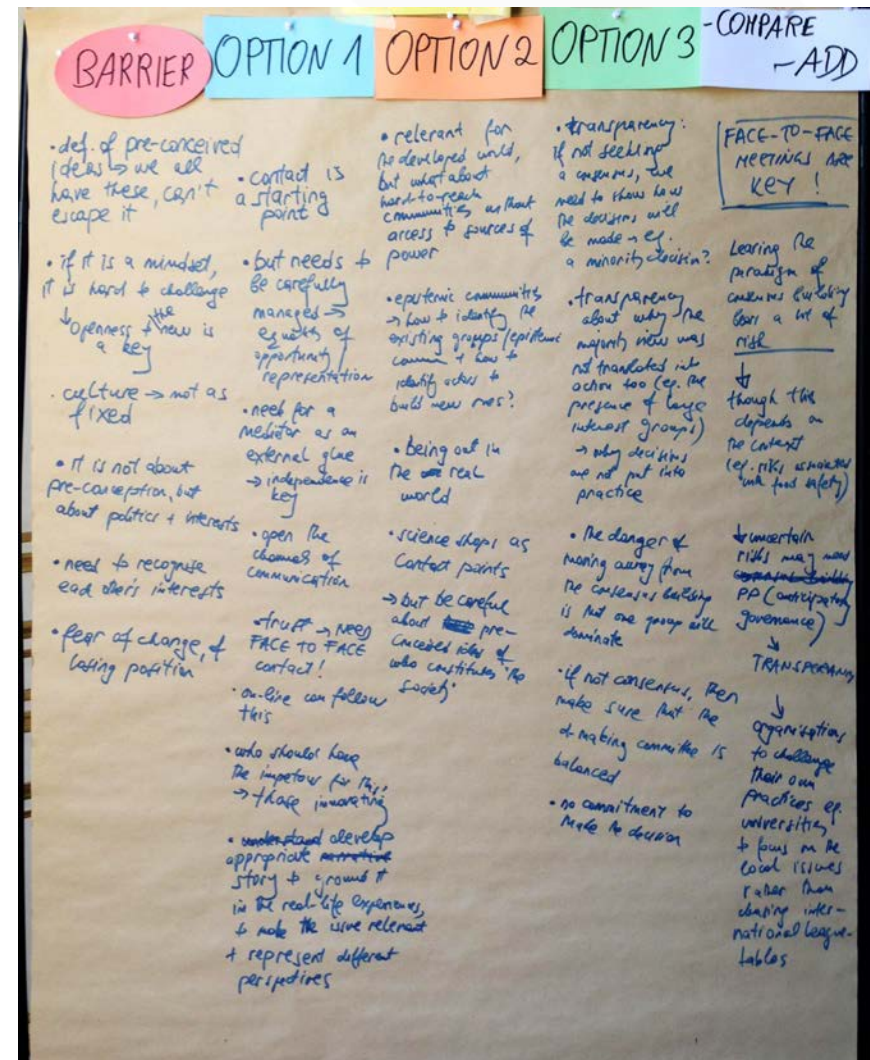 BARRIER
OPTION 1
OPTION 2
OPTION 3
-COMPARE
-ADD
• def. of pre-conceived
ideas → we all
have these, can't
escape it
• if it is a mindset,
it is hard to challenge
↓ openness to the new is
a key
• culture → not as
fixed
• it is not about
pre-conception, but
about politics + interests
• need to recognise
each other's interests
• fear of change, of
losing position
• contact is
a starting
point
• but needs to
be carefully
managed →
equality of
opportunity /
representation
• need for a
mediator as an
external glue
→ independence is
key
• open the
channels of
communication
• trust → NEED
FACE TO FACE
contact!
• on-line can follow
this
• who should have
the impetous for this,
→ those innovating
• understand develop
appropriate narrative
story to ground it
in the real-life experiences,
to make the issue relevant
+ represent different
perspectives
• relevant for
the developed world,
but what about
hard-to-reach
communities without
access to sources of
power
• epistemic communities
→ how to identify the
existing groups / epistemic
comm. + how to
identify actors to
build new ones?
• being out in
the real
world
• science shops as
contact points
→ but be careful
about pre-
conceived ideas of
who constitutes "the
society"
• transparency:
if not seeking
a consensus, we
need to show how
the decisions will
be made → eg.
a minority decision?
• transparency
about why the
majority view was
not translated into
action too (eg. the
presence of large
interest groups)
→ why decisions
are not put into
practice
• the danger of
moving away from
the consensus building
is that one group will
dominate
• if not consensus, then
make sure that the
d-making committe is
balanced
• no commitment to
make the decision
FACE-TO-FACE
MEETINGS ARE
KEY !
Leaving the
paradigm of
consensus building
bears a lot of
risk
↓
though this
depends on
the context
(eg. risks associated
with food safety)
↓ uncertain
risks may need
consensus building
PP (anticipatory
governance)
↓
TRANSPERANCY
↓
organisations
to challenge
their own
practices eg.
universities
to focus on the
local issues
rather than
chasing inter-
national league-
tables